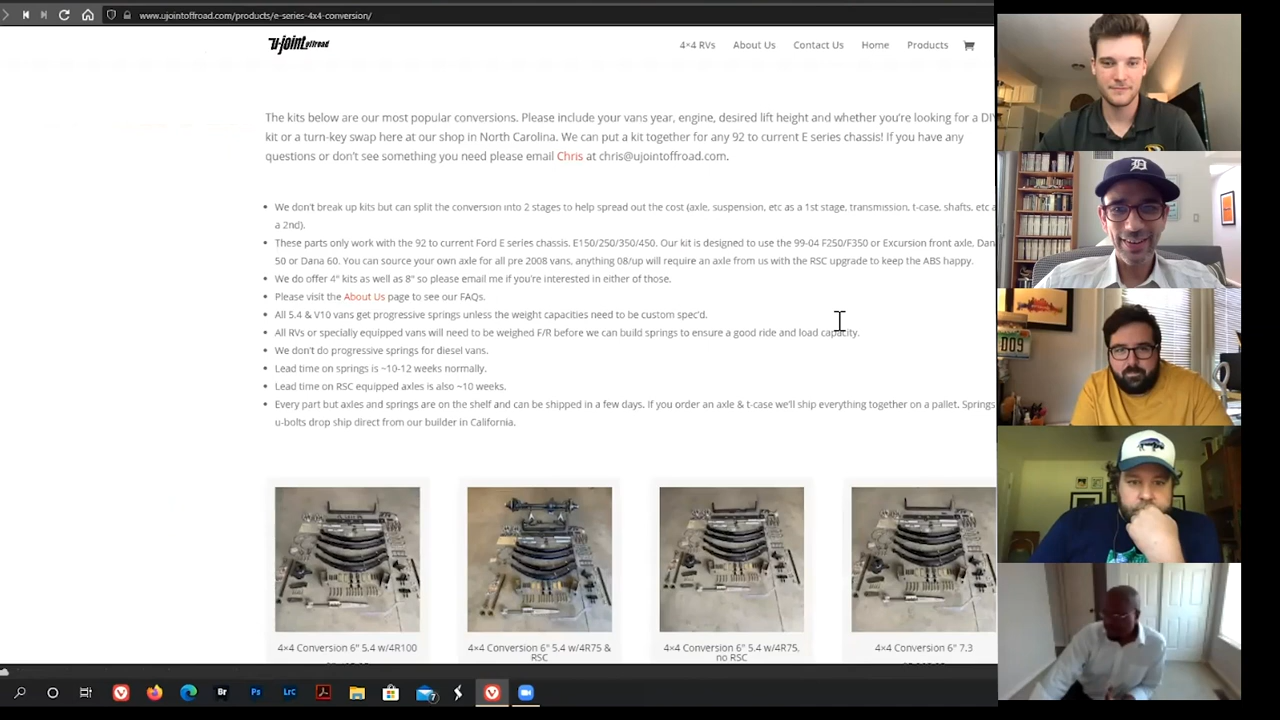 www.ujointoffroad.com/products/e-series-4x4-conversion/
u-joint offroad
4×4 RVs About Us Contact Us Home Products
The kits below are our most popular conversions. Please include your vans year, engine, desired lift height and whether you're looking for a DIY
kit or a turn-key swap here at our shop in North Carolina. We can put a kit together for any 92 to current E series chassis! If you have any
questions or don't see something you need please email Chris at chris@ujointoffroad.com.
We don't break up kits but can split the conversion into 2 stages to help spread out the cost (axle, suspension, etc as a 1st stage, transmission, t-case, shafts, etc a
a 2nd).
These parts only work with the 92 to current Ford E series chassis. E150/250/350/450. Our kit is designed to use the 99-04 F250/F350 or Excursion front axle, Dan
50 or Dana 60. You can source your own axle for all pre 2008 vans, anything 08/up will require an axle from us with the RSC upgrade to keep the ABS happy.
We do offer 4" kits as well as 8" so please email me if you're interested in either of those.
Please visit the About Us page to see our FAQs.
All 5.4 & V10 vans get progressive springs unless the weight capacities need to be custom spec'd.
All RVs or specially equipped vans will need to be weighed F/R before we can build springs to ensure a good ride and load capacity.
We don't do progressive springs for diesel vans.
Lead time on springs is ~10-12 weeks normally.
Lead time on RSC equipped axles is also ~10 weeks.
Every part but axles and springs are on the shelf and can be shipped in a few days. If you order an axle & t-case we'll ship everything together on a pallet. Springs
u-bolts drop ship direct from our builder in California.
4×4 Conversion 6" 5.4 w/4R100
4×4 Conversion 6" 5.4 w/4R75 &
RSC
4×4 Conversion 6" 5.4 w/4R75,
no RSC
4×4 Conversion 6" 7.3
Br Ps LrC
7
D
D09